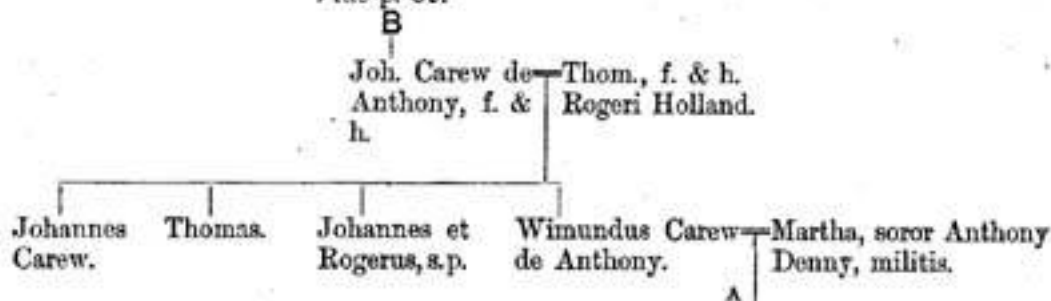 B
Joh. Carew de Anthony, f. & h.
Thom., f. & h. Rogeri Holland.
Johannes Carew.
Thomas.
Johannes et Rogerus, s.p.
Wimundus Carew de Anthony.
Martha, soror Anthony Denny, militis.
A